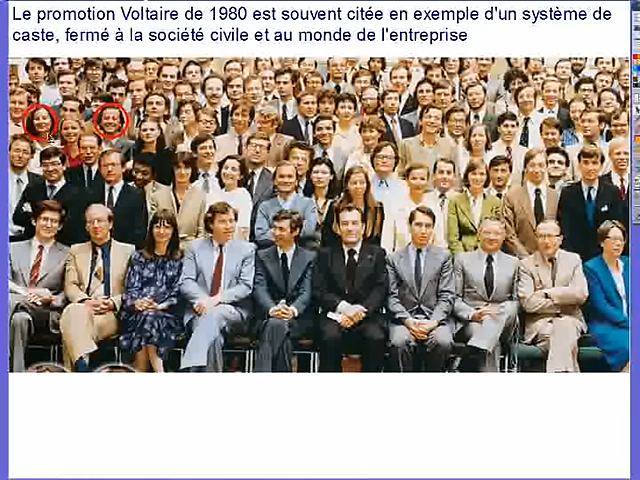 Le promotion Voltaire de 1980 est souvent citée en exemple d'un système de
caste, fermé à la société civile et au monde de l'entreprise